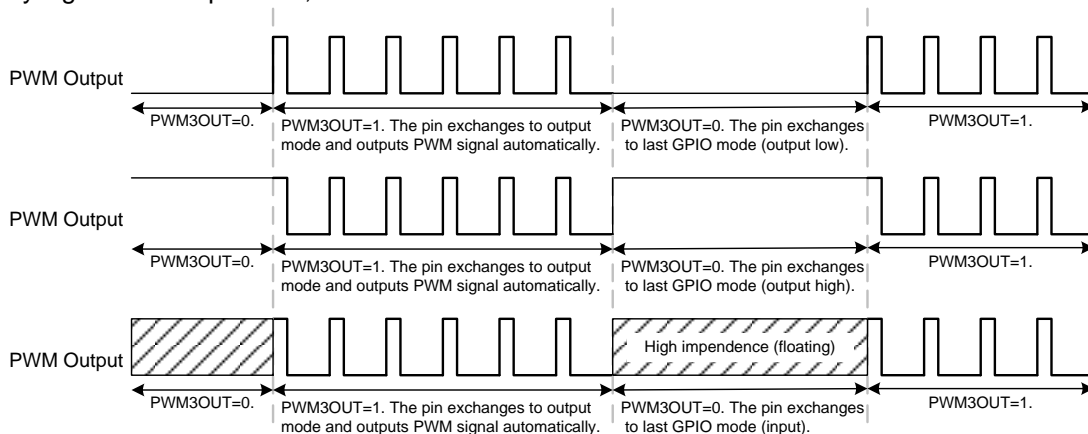 PWM Output
PWM3OUT=0.
PWM3OUT=1. The pin exchanges to output
mode and outputs PWM signal automatically.
PWM3OUT=0. The pin exchanges
to last GPIO mode (output low).
PWM3OUT=1.
PWM Output
PWM3OUT=0.
PWM3OUT=1. The pin exchanges to output
mode and outputs PWM signal automatically.
PWM3OUT=0. The pin exchanges
to last GPIO mode (output high).
PWM3OUT=1.
PWM Output
High impendence (floating)
PWM3OUT=0.
PWM3OUT=1. The pin exchanges to output
mode and outputs PWM signal automatically.
PWM3OUT=0. The pin exchanges
to last GPIO mode (input).
PWM3OUT=1.